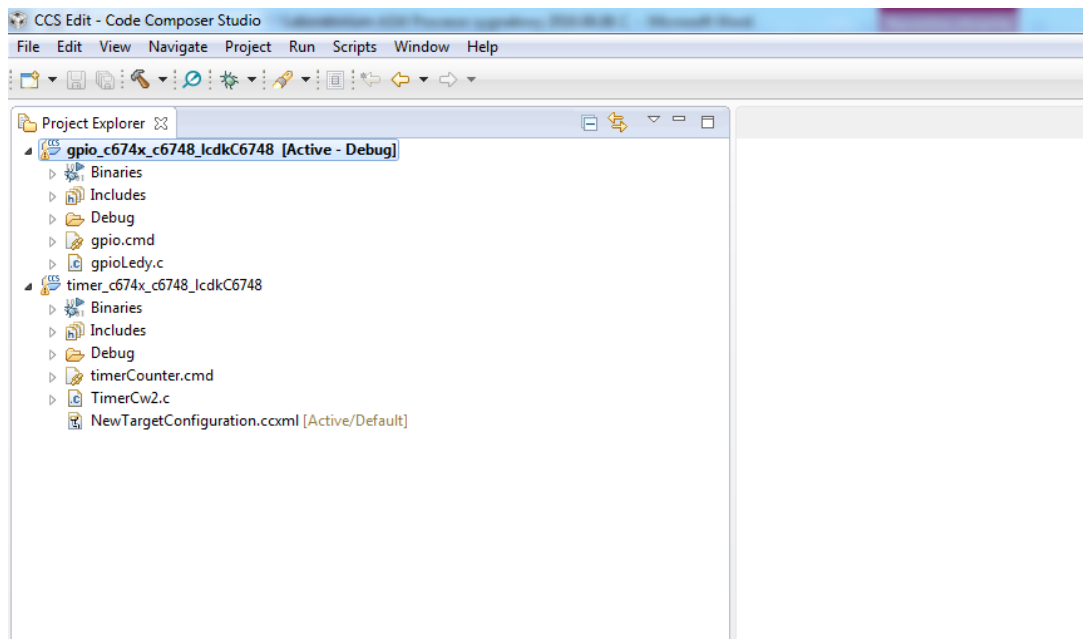 CCS Edit - Code Composer Studio
File Edit View Navigate Project Run Scripts Window Help
Project Explorer
gpio_c674x_c6748_lcdkC6748 [Active - Debug]
Binaries
Includes
Debug
gpio.cmd
gpioLedy.c
timer_c674x_c6748_lcdkC6748
Binaries
Includes
Debug
timerCounter.cmd
TimerCw2.c
NewTargetConfiguration.ccxml [Active/Default]